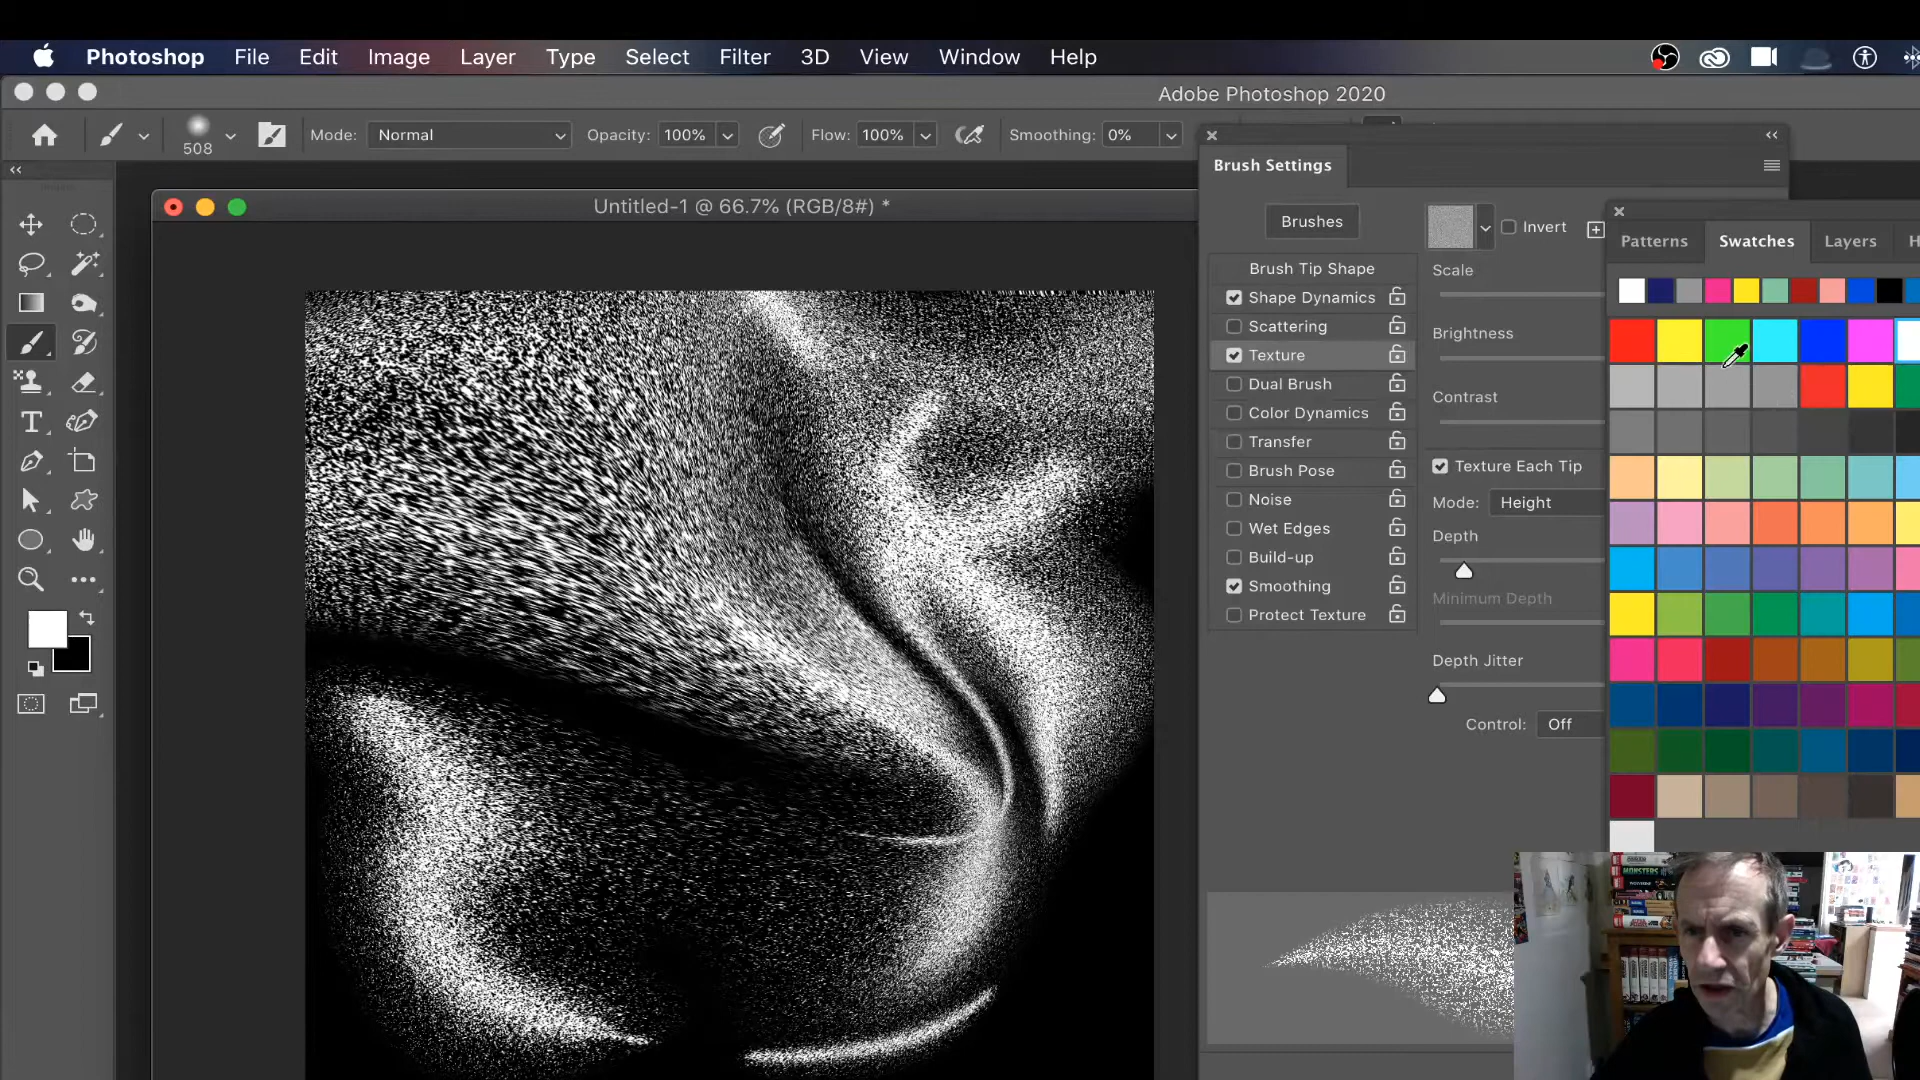 Photoshop File Edit Image Layer Type Select Filter 3D View Window Help
Adobe Photoshop 2020
508 Mode: Normal Opacity: 100% Flow: 100% Smoothing: 0%
Untitled-1 @ 66.7% (RGB/8#) *
Brush Settings
Brushes
Invert
Brush Tip Shape
Shape Dynamics
Scattering
Texture
Dual Brush
Color Dynamics
Transfer
Brush Pose
Noise
Wet Edges
Build-up
Smoothing
Protect Texture
Scale
Brightness
Contrast
Texture Each Tip
Mode: Height
Depth
Minimum Depth
Depth Jitter
Control: Off
Patterns Swatches Layers H
MONSTERS